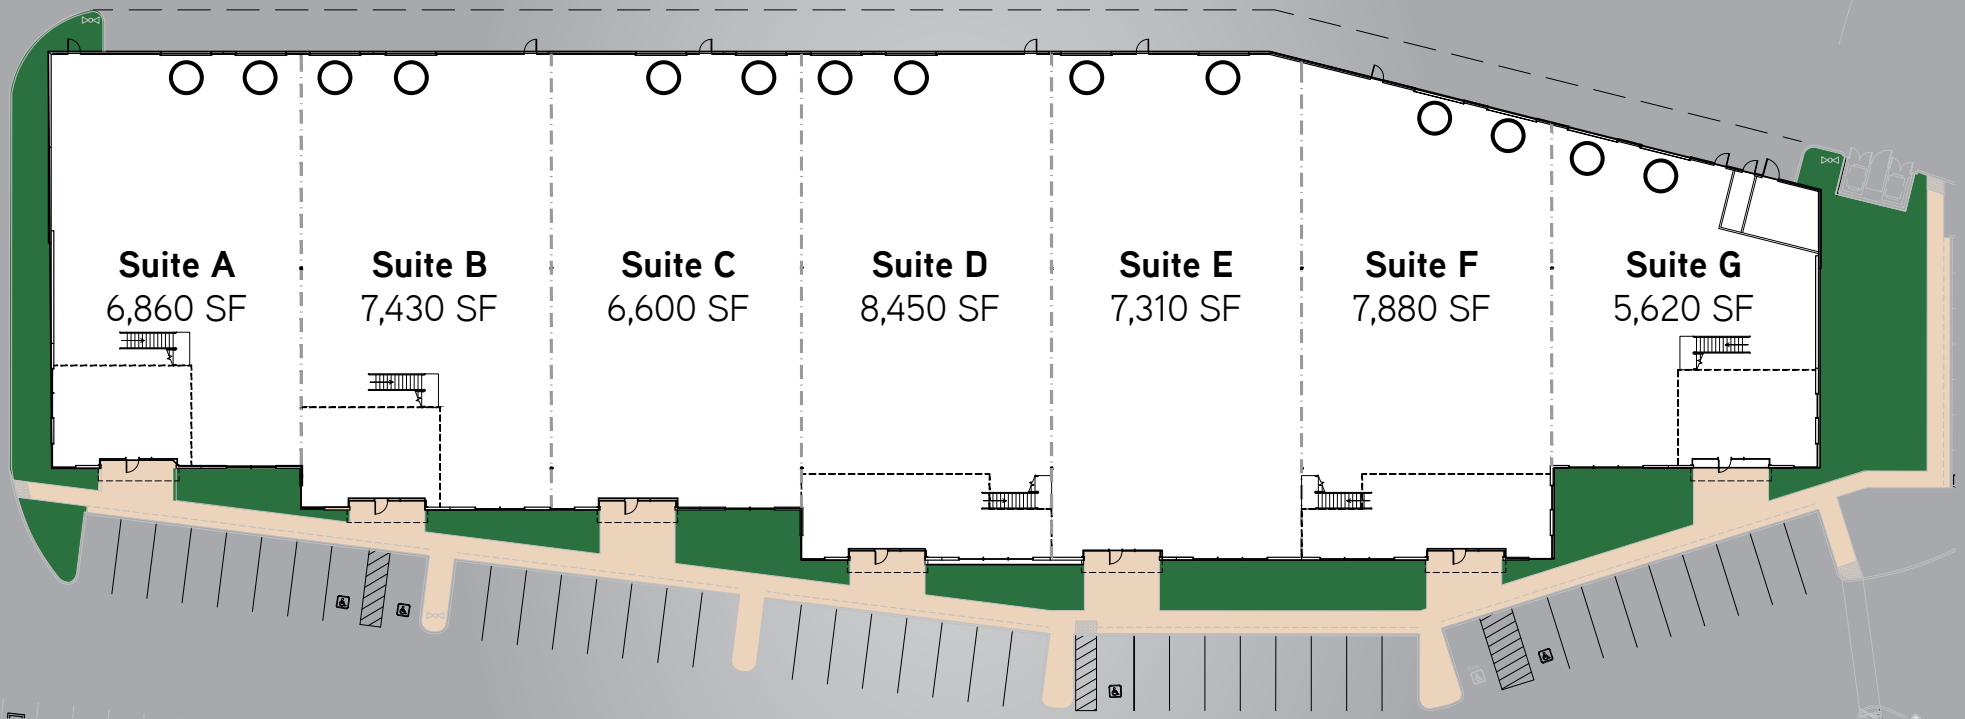 Suite A
6,860 SF
Suite B
7,430 SF
Suite C
6,600 SF
Suite D
8,450 SF
Suite E
7,310 SF
Suite F
7,880 SF
Suite G
5,620 SF